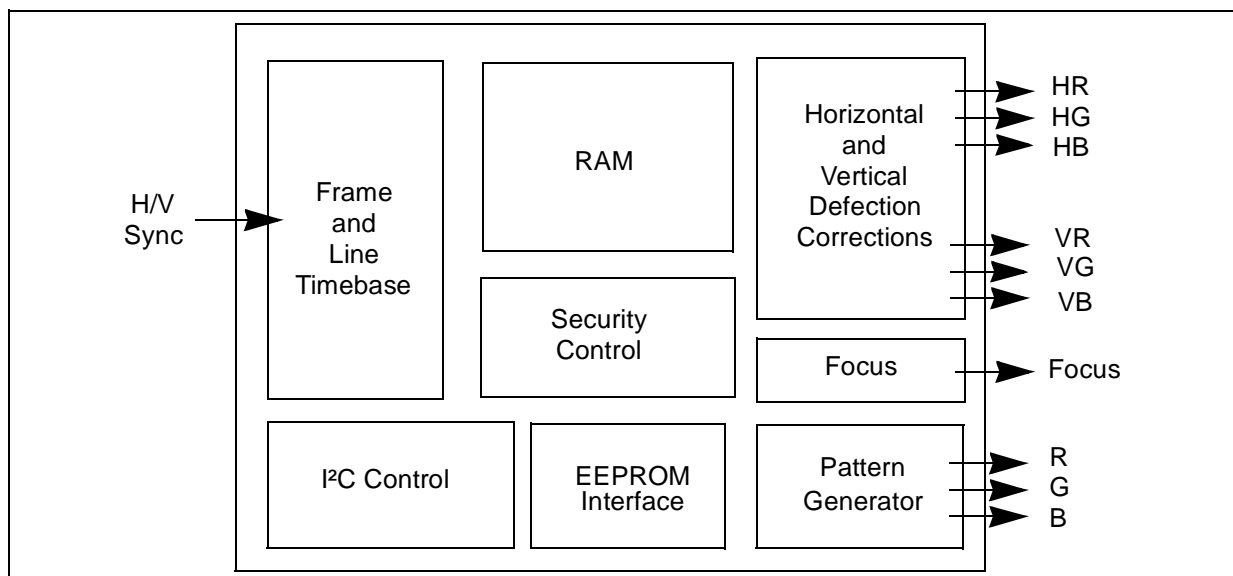 H/V
Sync
Frame
and
Line
Timebase
RAM
Security
Control
Horizontal
and
Vertical
Defection
Corrections
HR
HG
HB
VR
VG
VB
Focus
Focus
I²C Control
EEPROM
Interface
Pattern
Generator
R
G
B